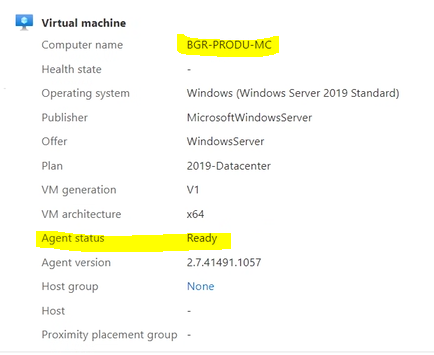 Virtual machine
Computer name BGR-PRODU-MC
Health state -
Operating system Windows (Windows Server 2019 Standard)
Publisher MicrosoftWindowsServer
Offer WindowsServer
Plan 2019-Datacenter
VM generation V1
VM architecture x64
Agent status Ready
Agent version 2.7.41491.1057
Host group None
Host -
Proximity placement group -